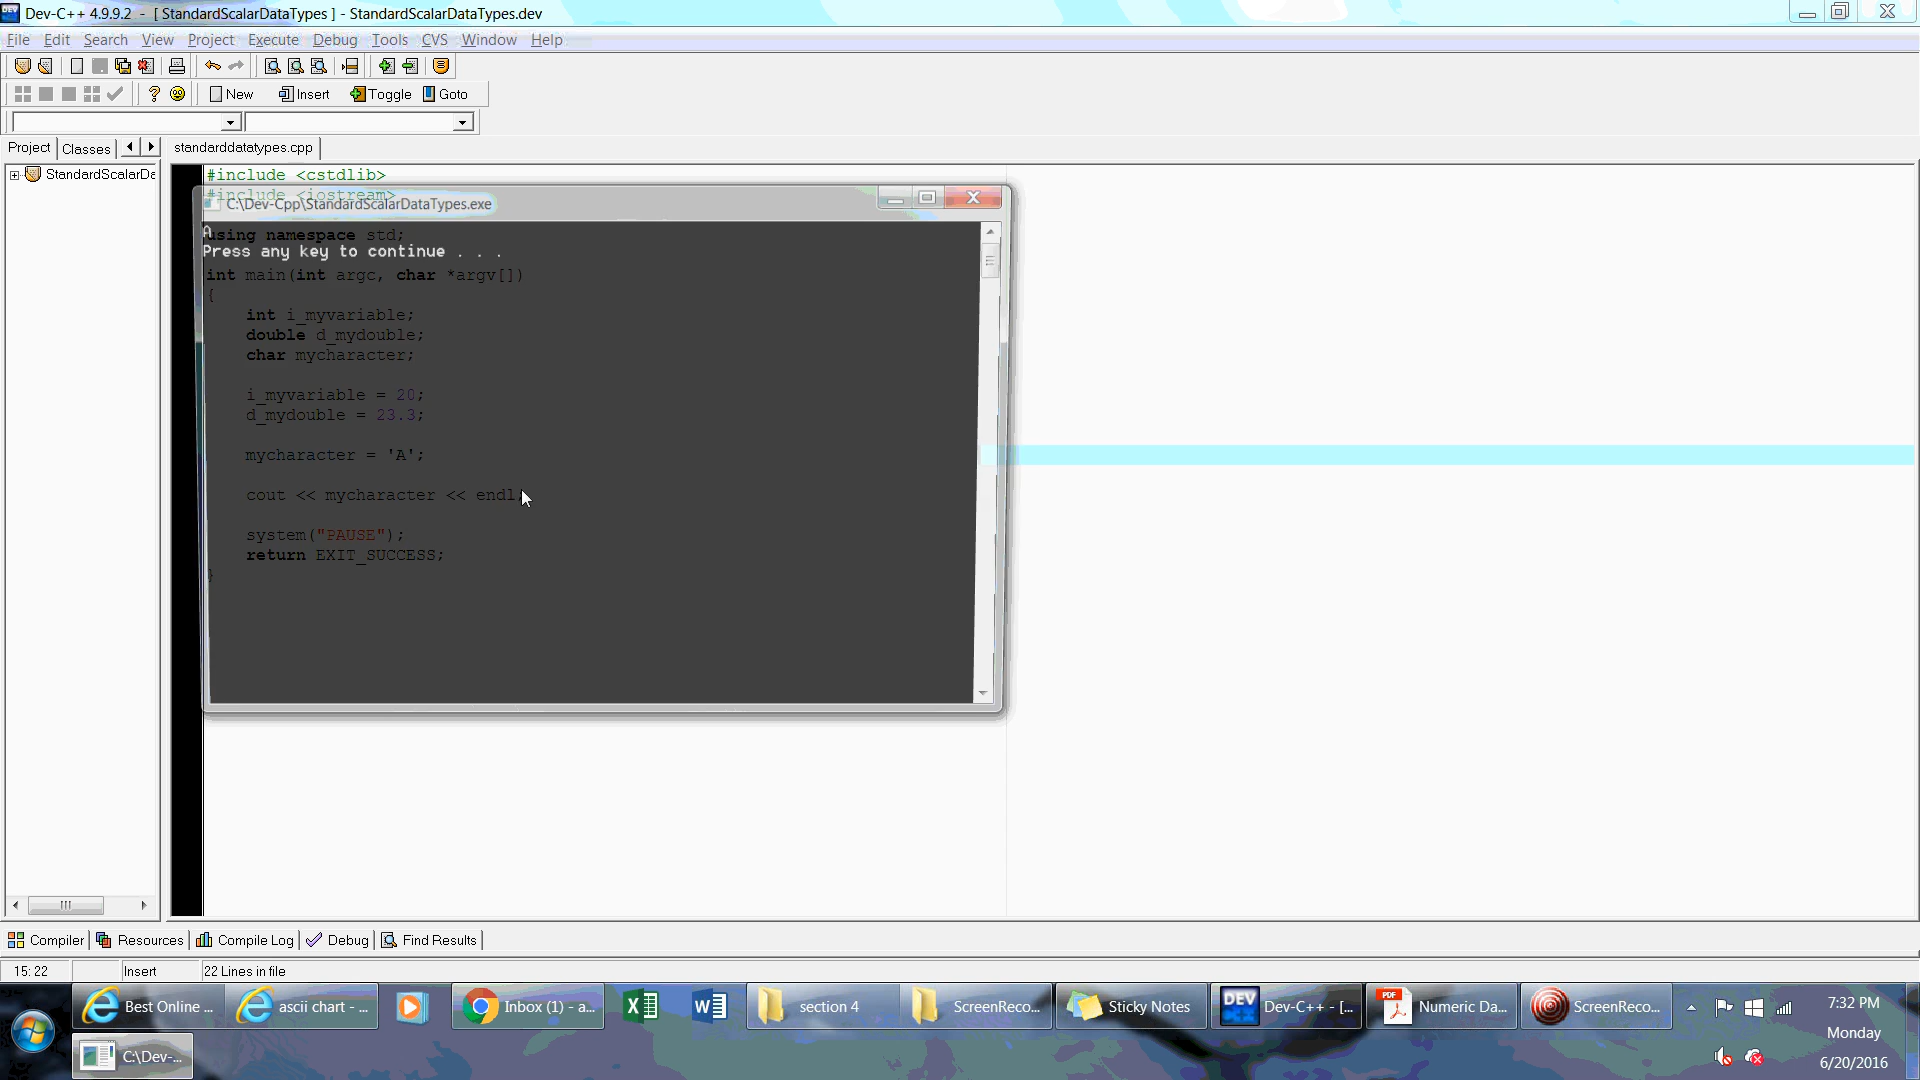 Dev-C++ 4.9.9.2 - [ StandardScalarDataTypes ] - StandardScalarDataTypes.dev
File Edit Search View Project Execute Debug Tools CVS Window Help
New Insert Toggle Goto
Project Classes standarddatatypes.cpp
StandardScalarDa
#include <cstdlib>
#include <iostream>
C:\Dev-Cpp\StandardScalarDataTypes.exe
A
using namespace std;
Press any key to continue . . .
int main(int argc, char *argv[])
{
int i_myvariable;
double d_mydouble;
char mycharacter;
i_myvariable = 20;
d_mydouble = 23.3;
mycharacter = 'A';
cout << mycharacter << endl;
system("PAUSE");
return EXIT_SUCCESS;
}
Compiler Resources Compile Log Debug Find Results
15: 22 Insert 22 Lines in file
Best Online ... ascii chart - ... Inbox (1) - a... section 4 ScreenReco... Sticky Notes DEV Dev-C++ - [... PDF Numeric Da... ScreenReco...
C:\Dev-...
7:32 PM
Monday
6/20/2016